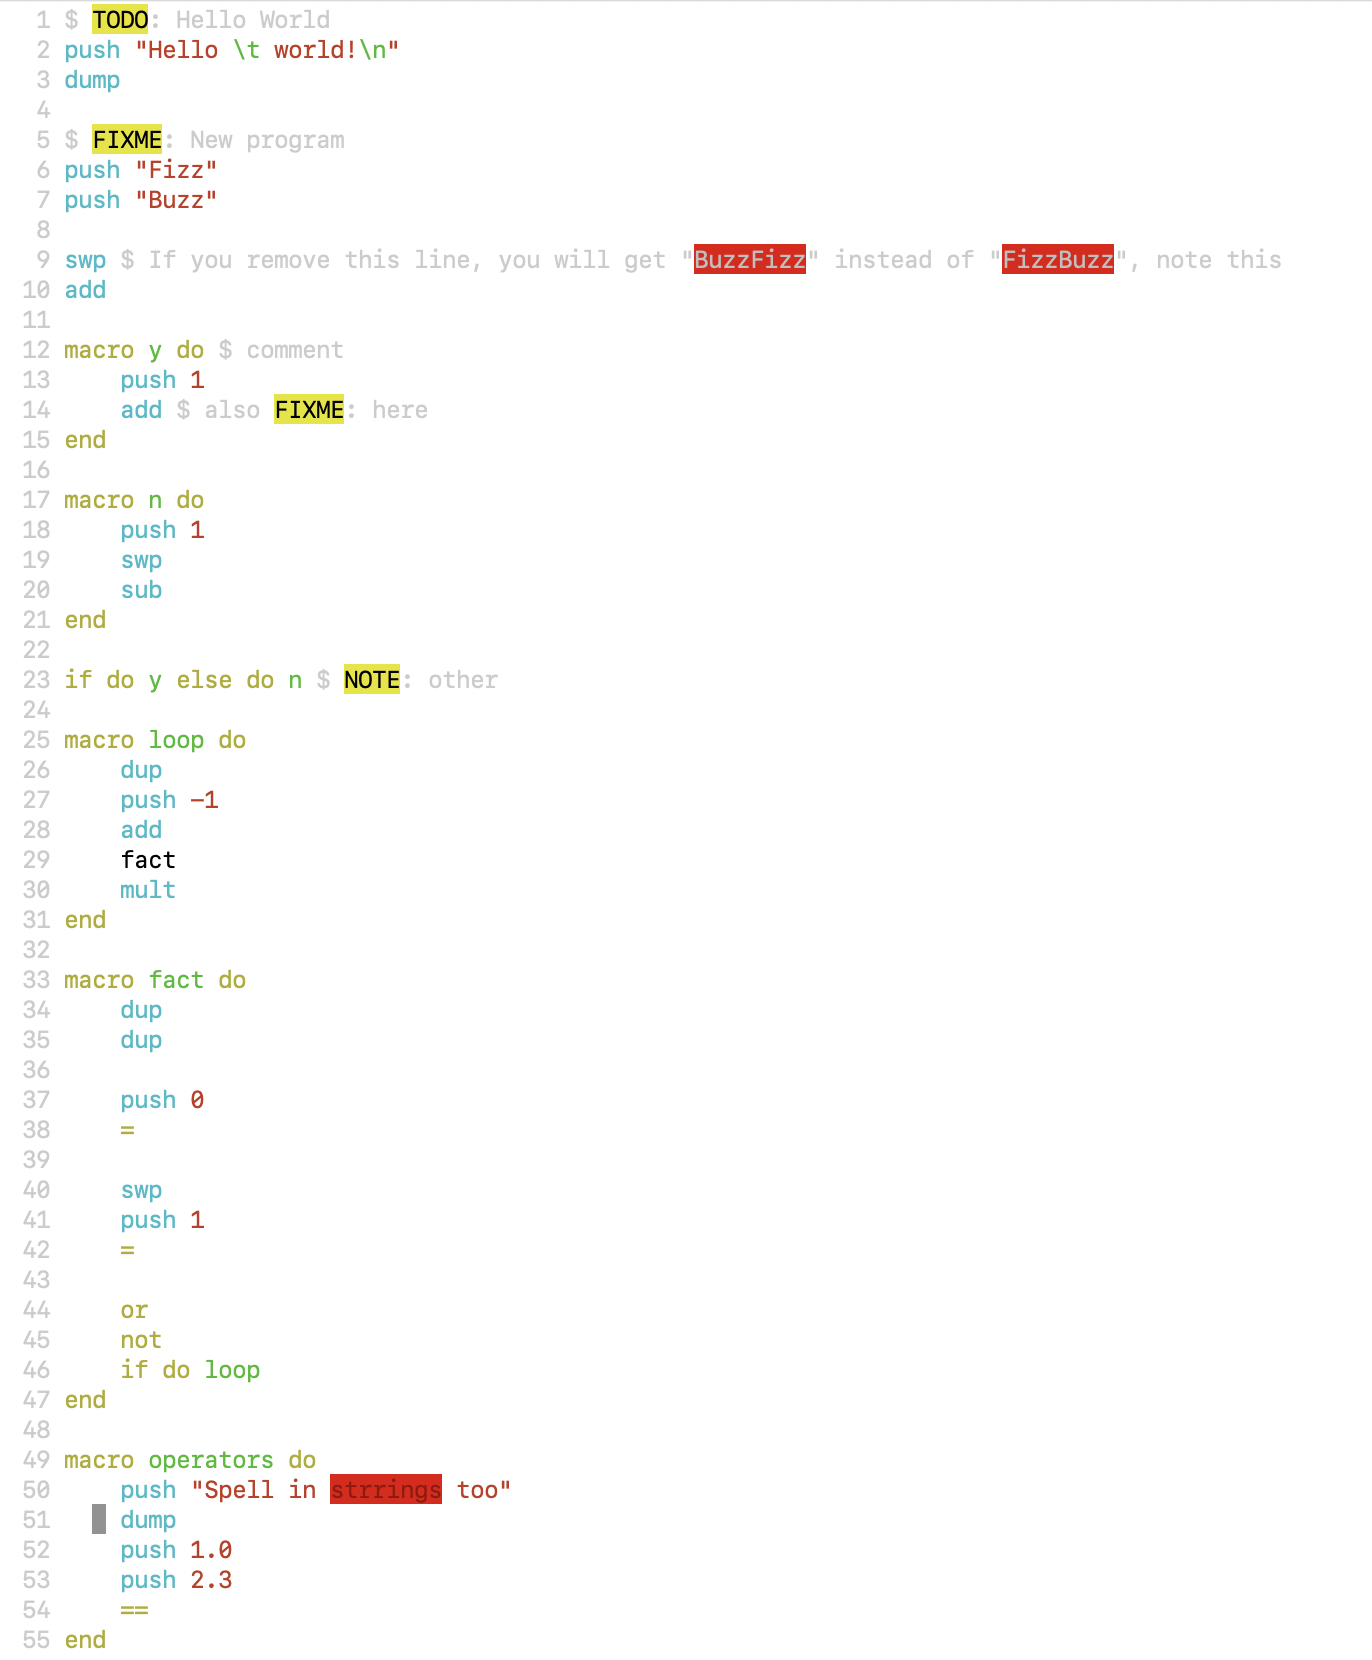 1 $ TODO: Hello World
2 push "Hello \t world!\n"
3 dump
4
5 $ FIXME: New program
6 push "Fizz"
7 push "Buzz"
8
9 swp $ If you remove this line, you will get "BuzzFizz" instead of "FizzBuzz", note this
10 add
11
12 macro y do $ comment
13     push 1
14     add $ also FIXME: here
15 end
16
17 macro n do
18     push 1
19     swp
20     sub
21 end
22
23 if do y else do n $ NOTE: other
24
25 macro loop do
26     dup
27     push -1
28     add
29     fact
30     mult
31 end
32
33 macro fact do
34     dup
35     dup
36
37     push 0
38     =
39
40     swp
41     push 1
42     =
43
44     or
45     not
46     if do loop
47 end
48
49 macro operators do
50     push "Spell in strrings too"
51     dump
52     push 1.0
53     push 2.3
54     ==
55 end